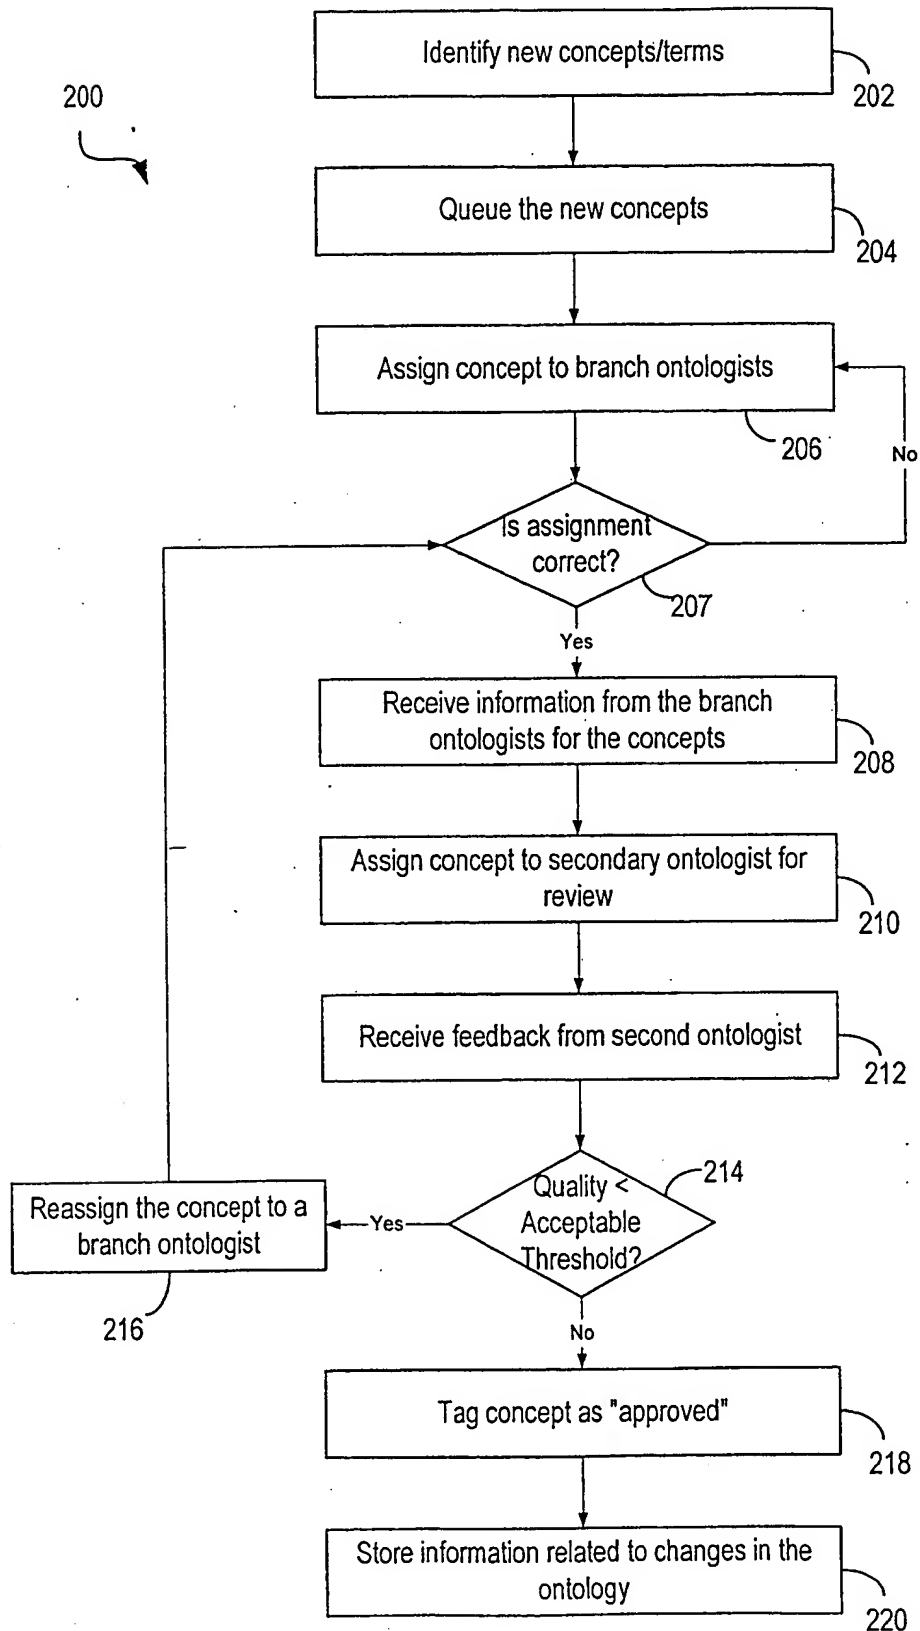 Identify new concepts/terms
202
200
Queue the new concepts
204
Assign concept to branch ontologists
206
No
Is assignment
correct?
207
Yes
Receive information from the branch
ontologists for the concepts
208
Assign concept to secondary ontologist for
review
210
Receive feedback from second ontologist
212
214
Quality <
Acceptable
Threshold?
Yes
Reassign the concept to a
branch ontologist
216
No
Tag concept as "approved"
218
Store information related to changes in the
ontology
220